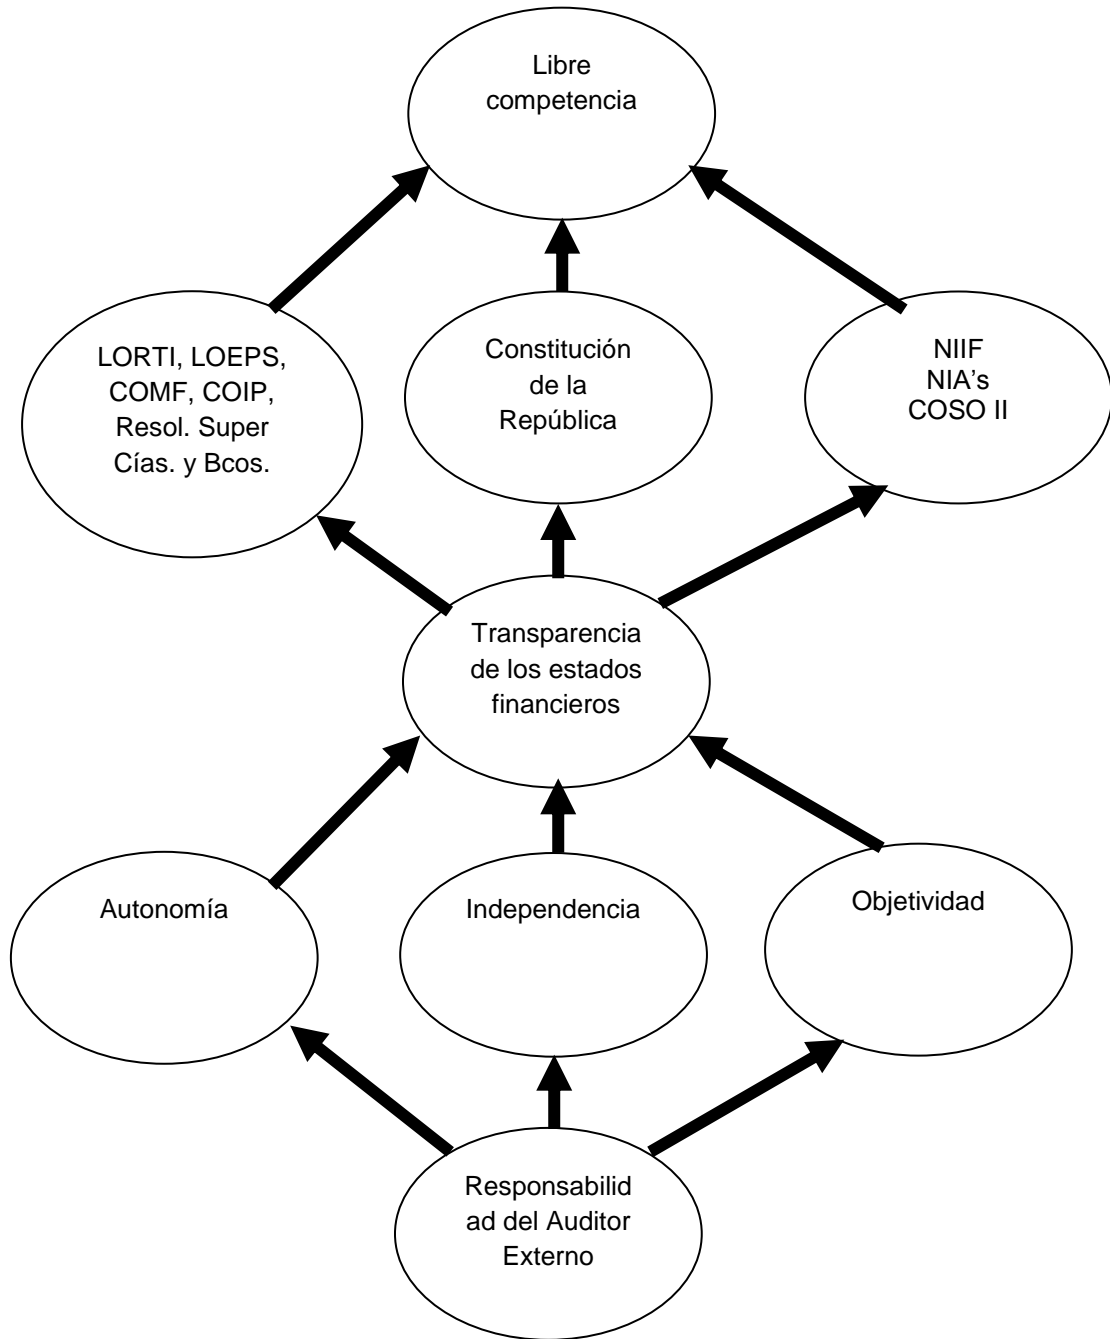 Libre
competencia
LORTI, LOEPS,
COMF, COIP,
Resol. Super
Cías. y Bcos.
Constitución
de la
República
NIIF
NIA's
COSO II
Transparencia
de los estados
financieros
Autonomía
Independencia
Objetividad
Responsabilid
ad del Auditor
Externo